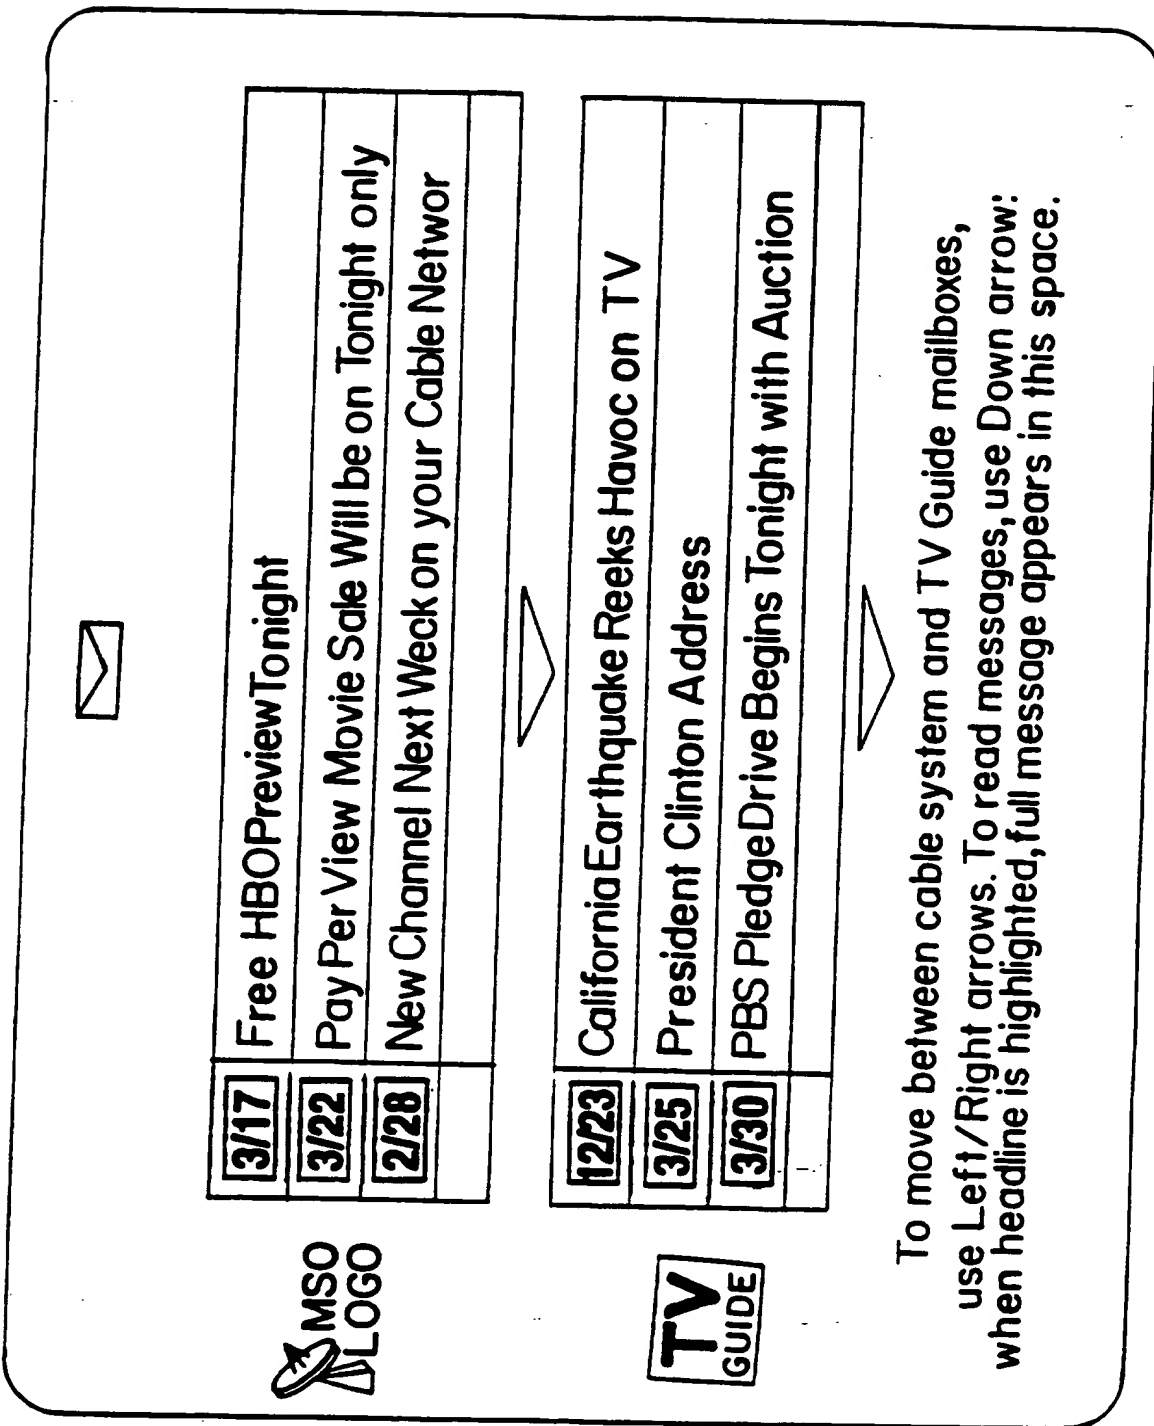 MSO
LOGO
3/17 Free HBOPreviewTonight
3/22 Pay Per View Movie Sale Will be on Tonight only
2/28 New Channel Next Weck on your Cable Networ
TV
GUIDE
12/23 California Earthquake Reeks Havoc on TV
3/25 President Clinton Address
3/30 PBS PledgeDrive Begins Tonight with Auction
To move between cable system and TV Guide mailboxes,
use Left/Right arrows. To read messages, use Down arrow:
when headline is highlighted, full message appears in this space.